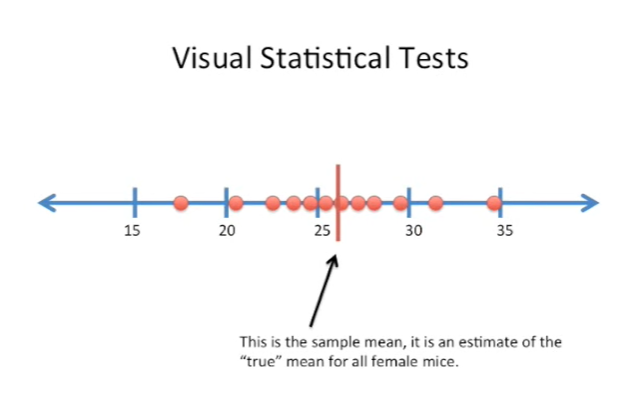 Visual Statistical Tests
15 20 25 30 35
This is the sample mean, it is an estimate of the
“true” mean for all female mice.